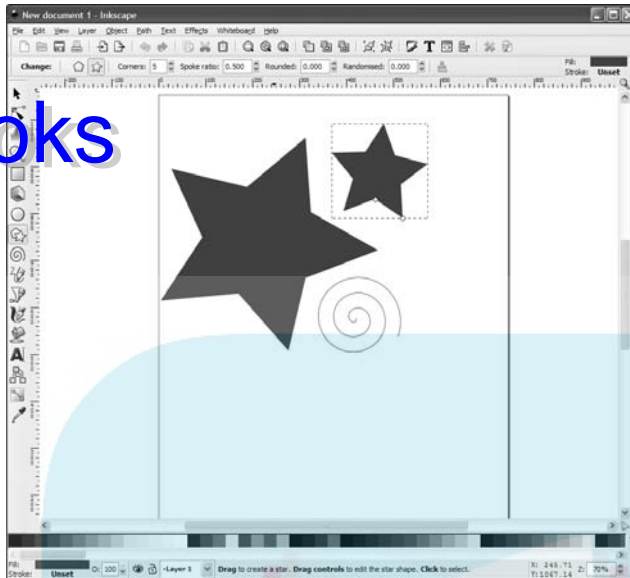 New document 1 - Inkscape
File Edit View Layer Object Path Text Effects Whiteboard Help
Change: Corners: 5 Spoke ratio: 0.500 Rounded: 0.000 Randomised: 0.000 Fill: Stroke: Unset
oks
Fill: Stroke: Unset O: 100 -Layer 1 Drag to create a star. Drag controls to edit the star shape. Click to select. X: 245.71 Y:1067.14 Z: 70%